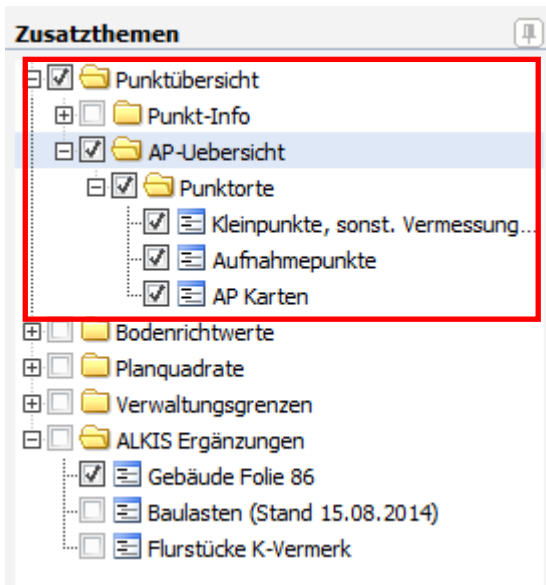 Zusatzthemen
Punktübersicht
Punkt-Info
AP-Uebersicht
Punktorte
Kleinpunkte, sonst. Vermessung...
Aufnahmepunkte
AP Karten
Bodenrichtwerte
Planquadrate
Verwaltungsgrenzen
ALKIS Ergänzungen
Gebäude Folie 86
Baulasten (Stand 15.08.2014)
Flurstücke K-Vermerk